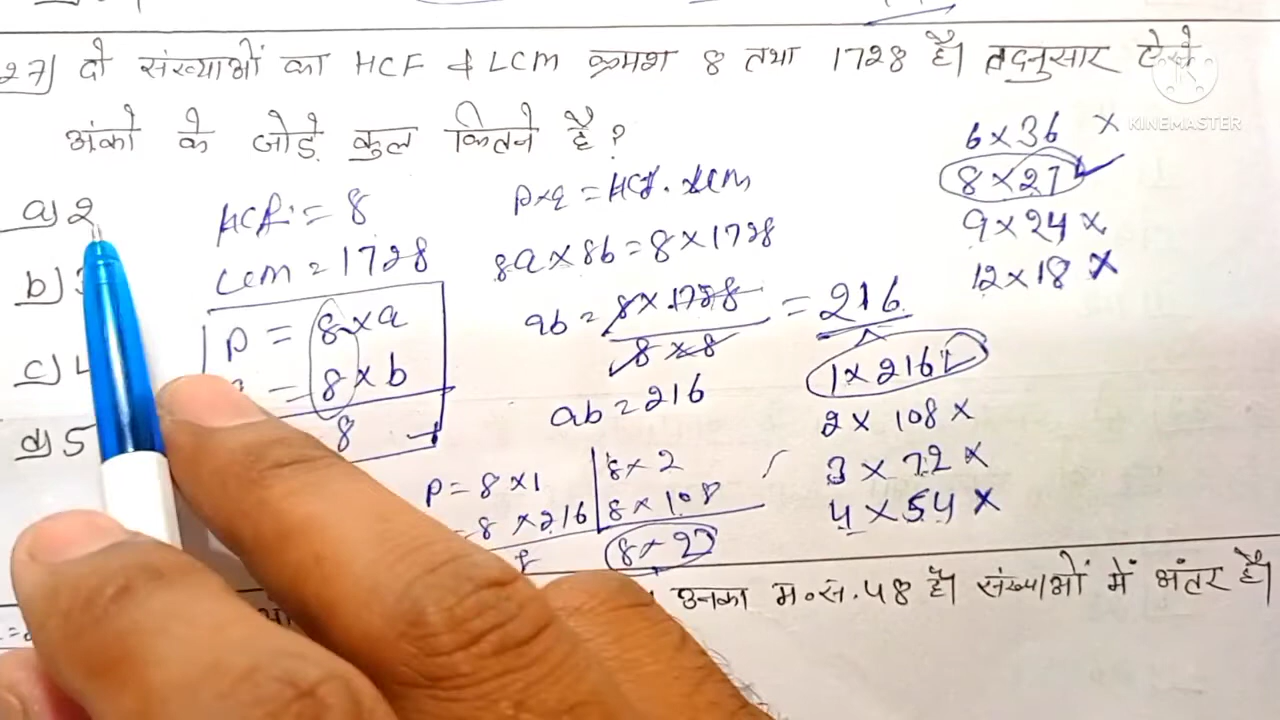 27) दो संख्याओं का HCF व LCM क्रमश 8 तथा 1728 है। तदनुसार ऐसे
KINEMASTER
अंको के जोड़े कुल कितने है?
a) 2
b) 3
c) 4
d) 5
HCF = 8
LCM = 1728
P = 8 × a
= 8 × b
8
P×q = HCF. LCM
8a × 8b = 8 × 1728
ab = 8 × 1728 / 8 × 8 = 216
ab = 216
P = 8 × 1
= 8 × 216
8 × 2
8 × 108
8 × 2
1 × 216
2 × 108 ×
3 × 72 ×
4 × 54 ×
6 × 36 ×
8 × 27 ✓
9 × 24 ×
12 × 18 ×
उनका म०स. 48 है। संख्याओं में अंतर है।